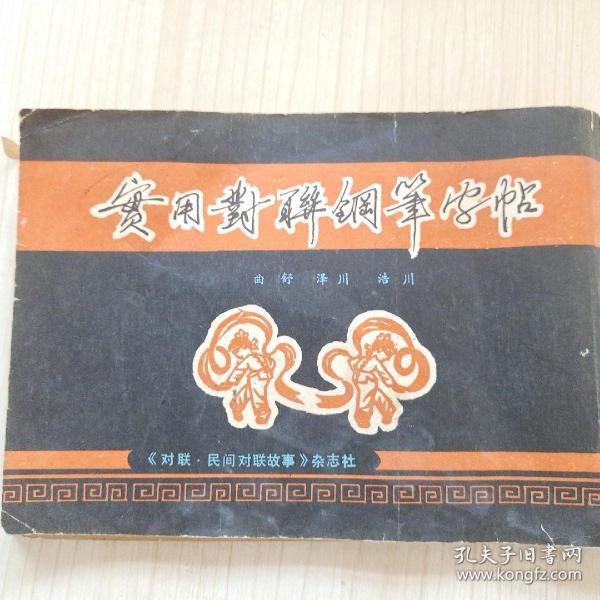 實用對聯鋼筆字帖
曲舒 泽川 浩川
《对联·民间对联故事》杂志社
孔夫子旧书网
www.kongfz.com